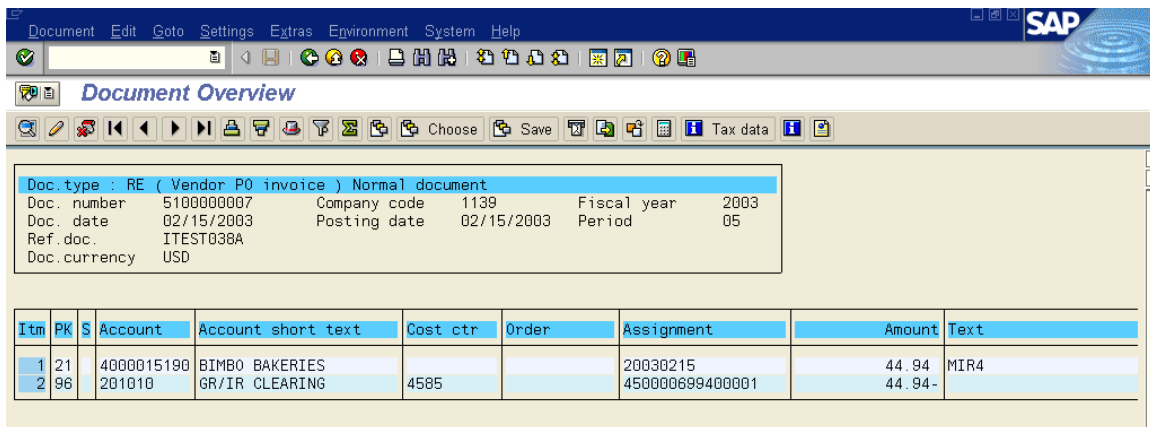 Document Edit Goto Settings Extras Environment System Help
SAP
Document Overview
Choose Save Tax data
Doc.type : RE ( Vendor PO invoice ) Normal document
Doc. number 5100000007 Company code 1139 Fiscal year 2003
Doc. date 02/15/2003 Posting date 02/15/2003 Period 05
Ref.doc. ITEST038A
Doc.currency USD
Itm PK S Account Account short text Cost ctr Order Assignment Amount Text
1 21 4000015190 BIMBO BAKERIES 20030215 44.94 MIR4
2 96 201010 GR/IR CLEARING 4585 450000699400001 44.94-